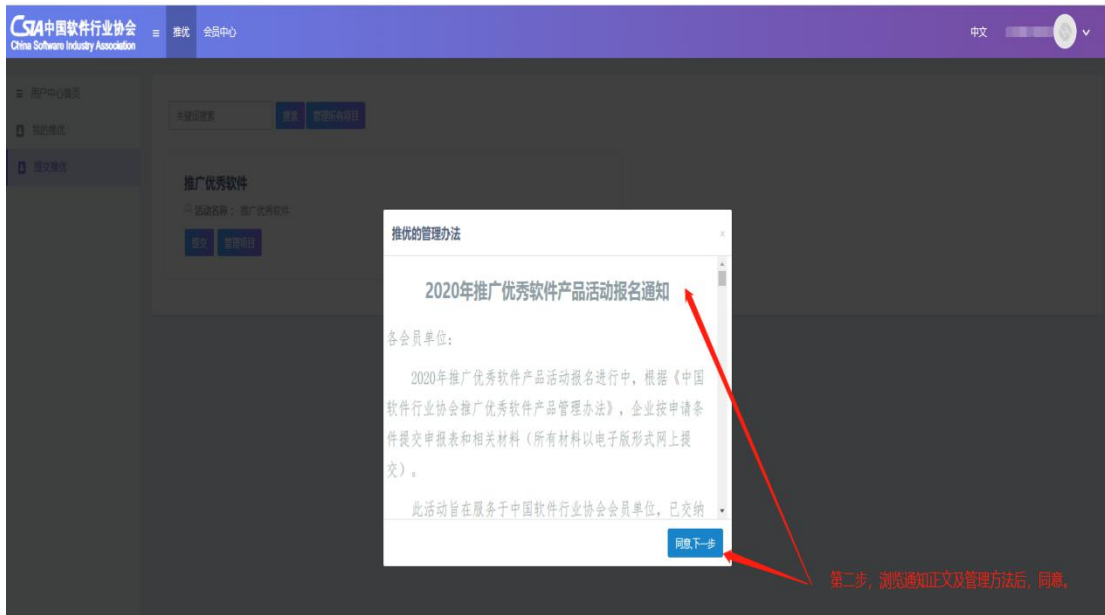 CSIA中国软件行业协会
China Software Industry Association
推优 会员中心
中文
用户中心首页
我的推优
提交推优
关键词搜索 搜索 管理所有项目
推广优秀软件
活动名称： 推广优秀软件
提交 管理项目
推优的管理办法 ×
2020年推广优秀软件产品活动报名通知
各会员单位：
2020年推广优秀软件产品活动报名进行中，根据《中国
软件行业协会推广优秀软件产品管理办法》，企业按申请条
件提交申报表和相关材料（所有材料以电子版形式网上提
交）。
此活动旨在服务于中国软件行业协会会员单位，已交纳
同意,下一步
第二步，浏览通知正文及管理方法后，同意。